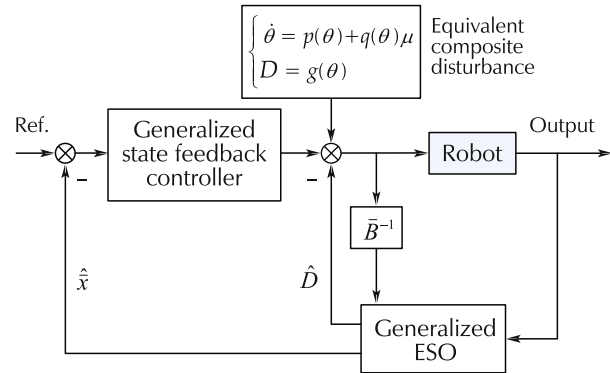 θ̇ = p(θ)+q(θ)μ
D = g(θ)
Equivalent
composite
disturbance
Ref.
Generalized
state feedback
controller
Robot
Output
−
−
B̄⁻¹
x̄̂
D̂
Generalized
ESO